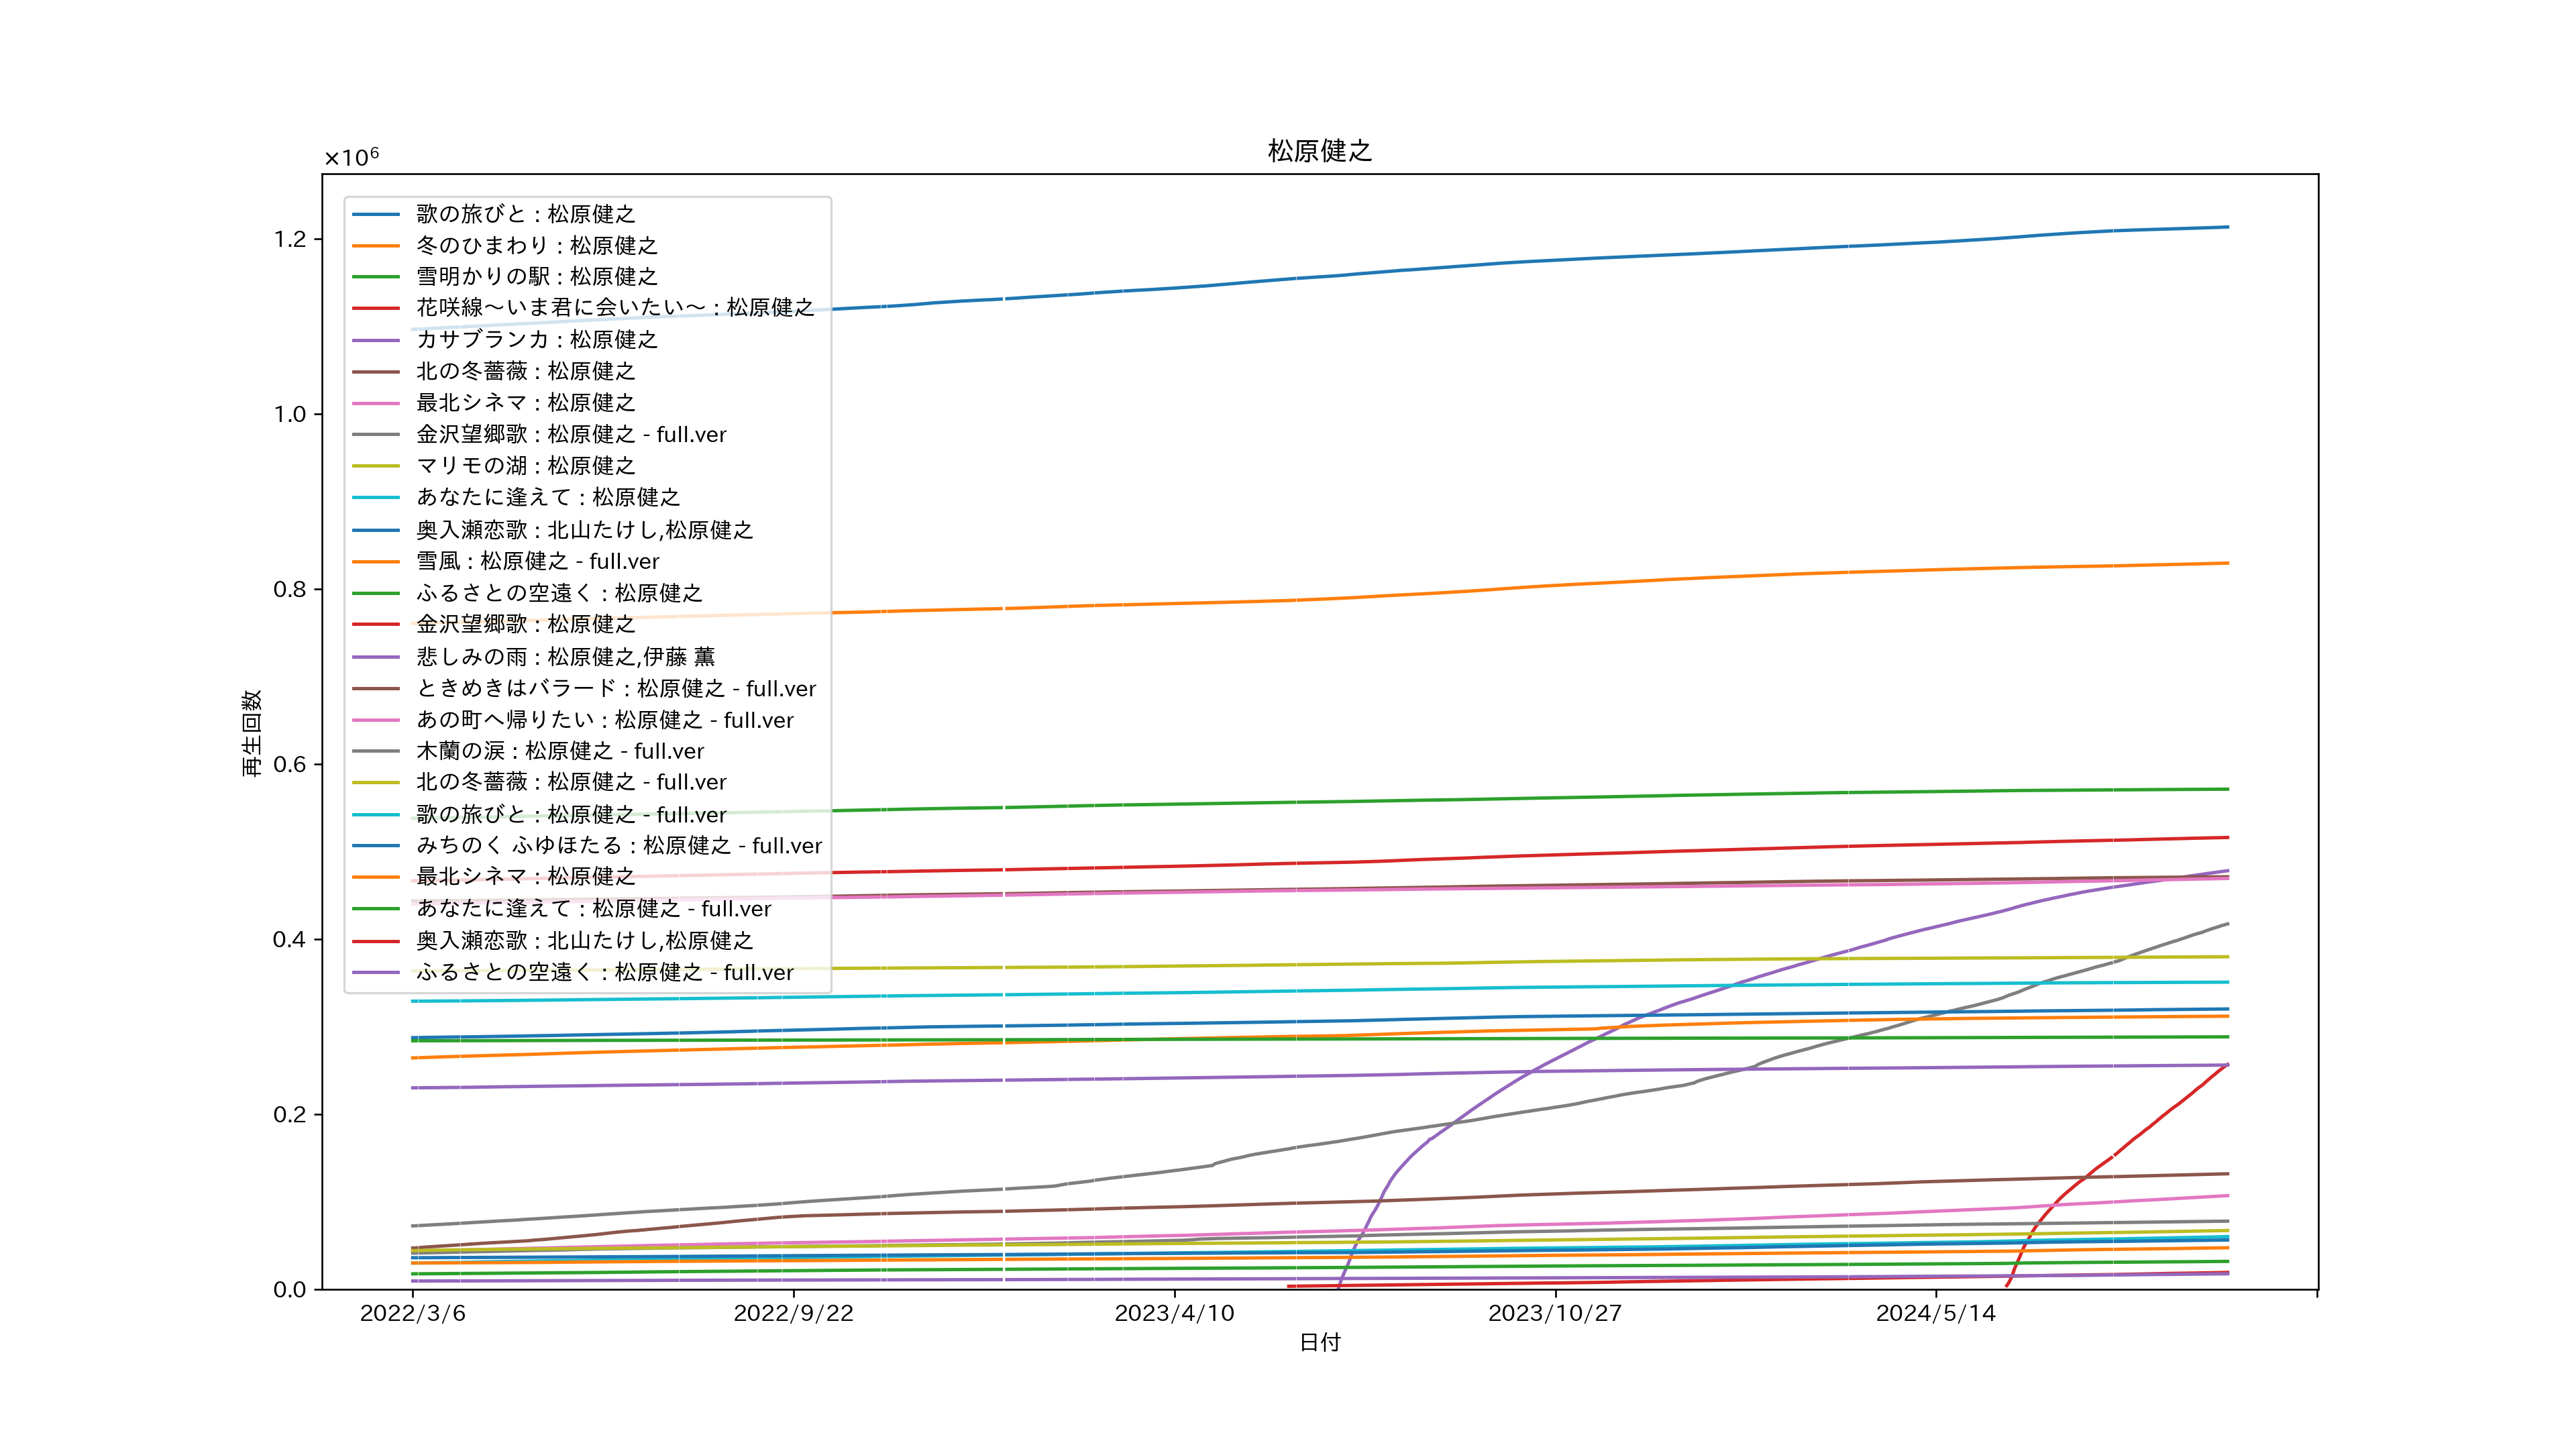 松原健之
×10⁶
歌の旅びと : 松原健之
冬のひまわり : 松原健之
雪明かりの駅 : 松原健之
花咲線～いま君に会いたい～ : 松原健之
カサブランカ : 松原健之
北の冬薔薇 : 松原健之
最北シネマ : 松原健之
金沢望郷歌 : 松原健之 - full.ver
マリモの湖 : 松原健之
あなたに逢えて : 松原健之
奥入瀬恋歌 : 北山たけし,松原健之
雪風 : 松原健之 - full.ver
ふるさとの空遠く : 松原健之
金沢望郷歌 : 松原健之
悲しみの雨 : 松原健之,伊藤 薫
ときめきはバラード : 松原健之 - full.ver
あの町へ帰りたい : 松原健之 - full.ver
木蘭の涙 : 松原健之 - full.ver
北の冬薔薇 : 松原健之 - full.ver
歌の旅びと : 松原健之 - full.ver
みちのく ふゆほたる : 松原健之 - full.ver
最北シネマ : 松原健之
あなたに逢えて : 松原健之 - full.ver
奥入瀬恋歌 : 北山たけし,松原健之
ふるさとの空遠く : 松原健之 - full.ver
1.2
1.0
0.8
0.6
0.4
0.2
0.0
再生回数
2022/3/6
2022/9/22
2023/4/10
2023/10/27
2024/5/14
日付